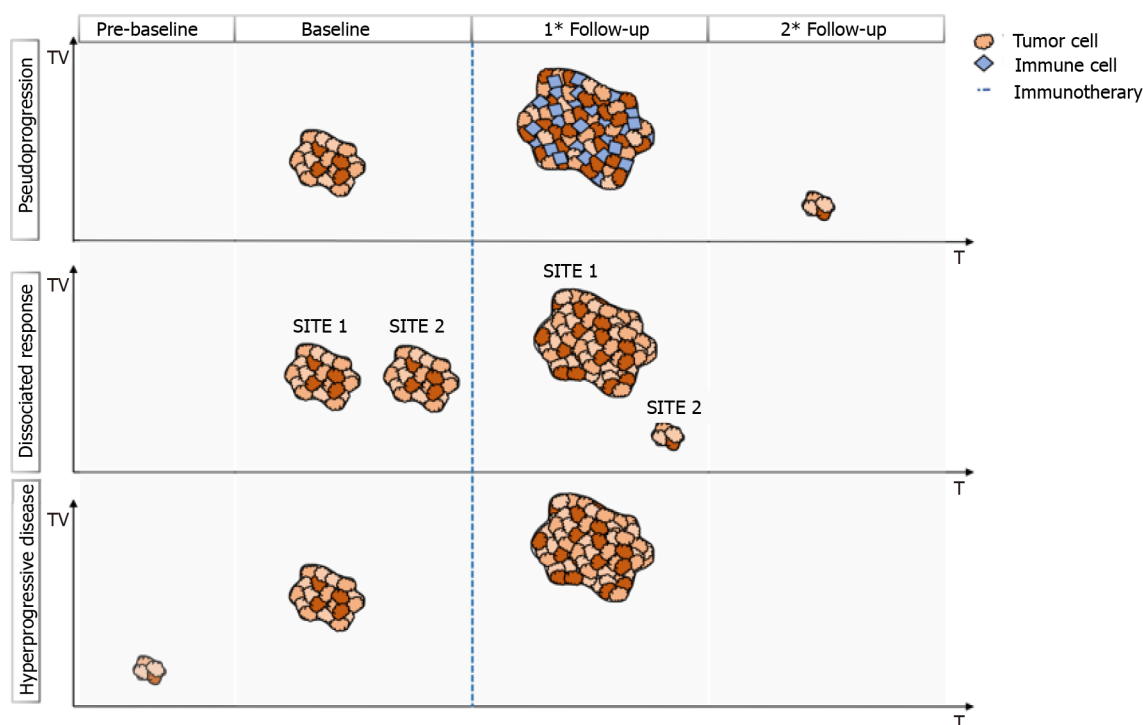 Pre-baseline
Baseline
1* Follow-up
2* Follow-up
Tumor cell
Immune cell
Immunotherary
Pseudoprogression
TV
T
Dissociated response
TV
SITE 1
SITE 2
SITE 1
SITE 2
T
Hyperprogressive disease
TV
T